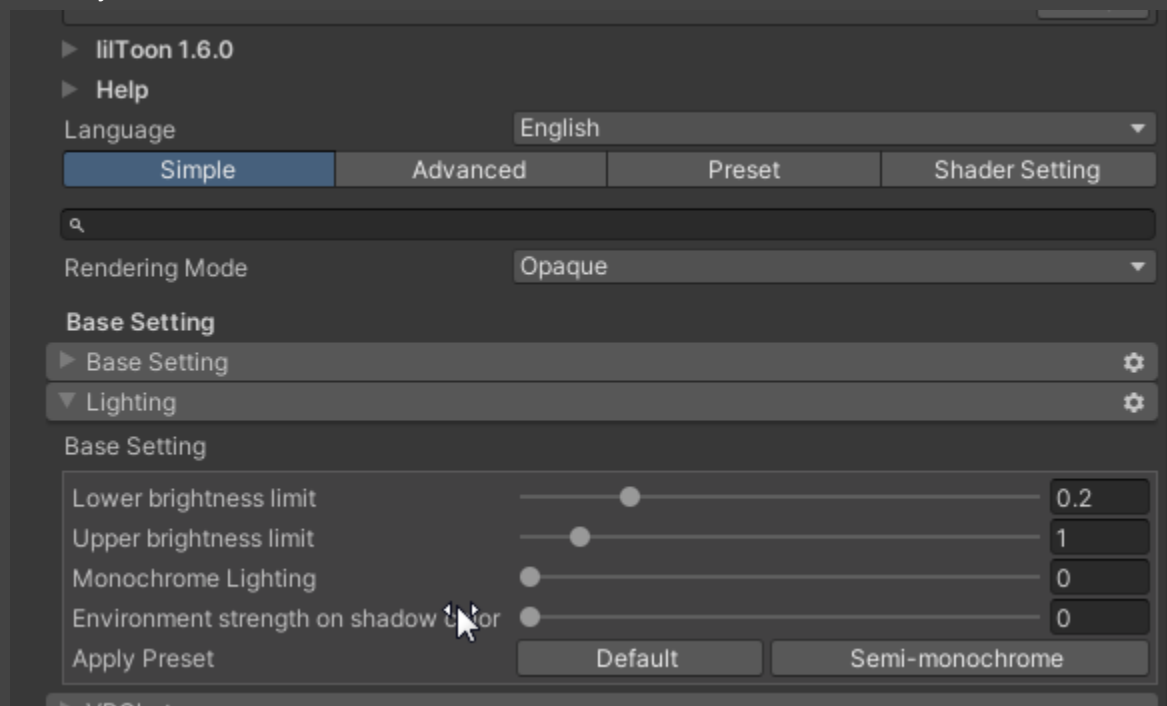 lilToon 1.6.0
Help
Language English
Simple Advanced Preset Shader Setting
Rendering Mode Opaque
Base Setting
Base Setting
Lighting
Base Setting
Lower brightness limit 0.2
Upper brightness limit 1
Monochrome Lighting 0
Environment strength on shadow color 0
Apply Preset Default Semi-monochrome